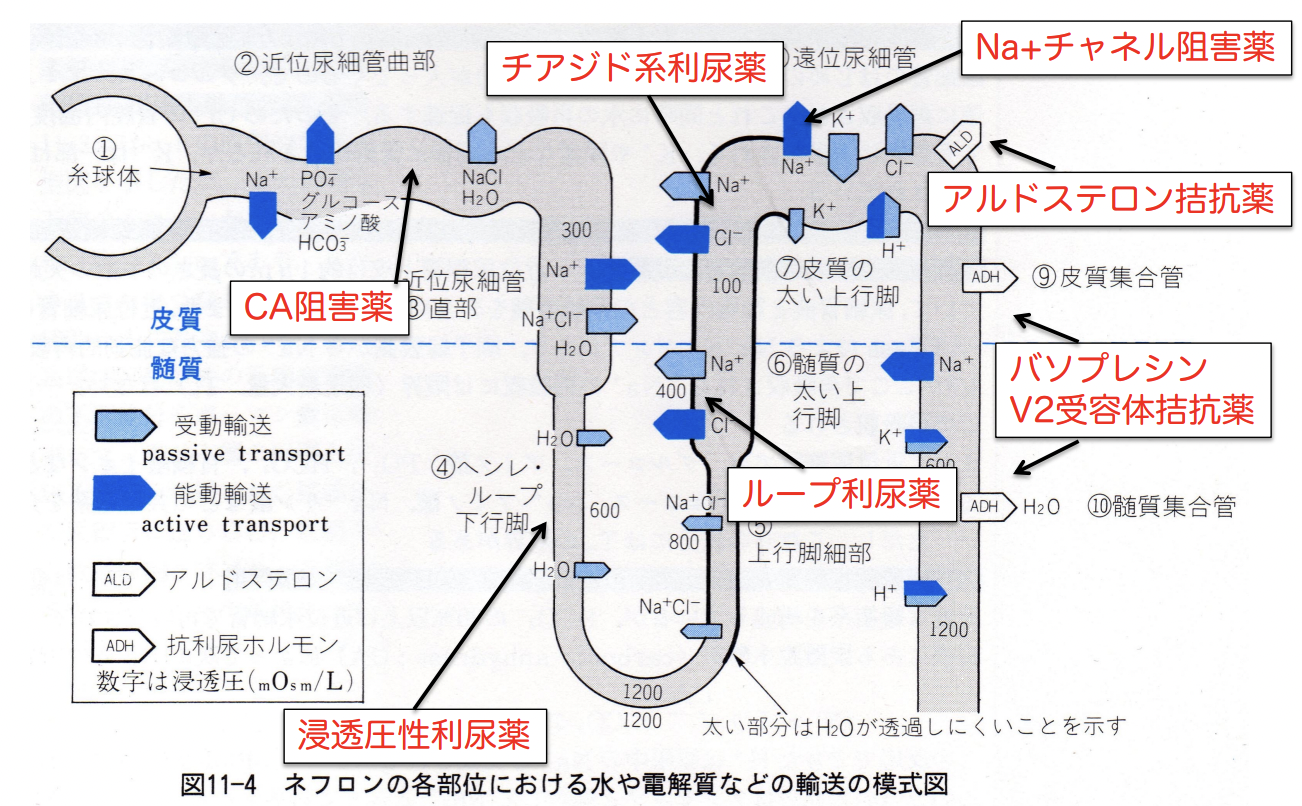 ②近位尿細管曲部
チアジド系利尿薬
遠位尿細管
Na+チャネル阻害薬
①
糸球体
Na⁺
PO₄⁻
グルコース
アミノ酸
HCO₃⁻
NaCl
H₂O
Na⁺
K⁺
Cl⁻
ALD
アルドステロン拮抗薬
Na⁺
K⁺
H⁺
Cl⁻
300
100
Na⁺
近位尿細管
③直部
CA阻害薬
Na⁺Cl⁻
H₂O
⑦皮質の
太い上行脚
ADH
⑨皮質集合管
皮質
髄質
Na⁺
400
Cl⁻
⑥髄質の
太い上
行脚
Na⁺
K⁺
600
バソプレシン
V2受容体拮抗薬
受動輸送
passive transport
能動輸送
active transport
ALD
アルドステロン
ADH
抗利尿ホルモン
数字は浸透圧(mOsm/L)
H₂O
④ヘンレ・
ループ
下行脚
600
H₂O
ループ利尿薬
Na⁺Cl⁻
800
⑤
上行脚細部
Na⁺Cl⁻
ADH
H₂O
⑩髄質集合管
H⁺
1200
1200
1200
浸透圧性利尿薬
太い部分はH₂Oが透過しにくいことを示す
図11-4 ネフロンの各部位における水や電解質などの輸送の模式図